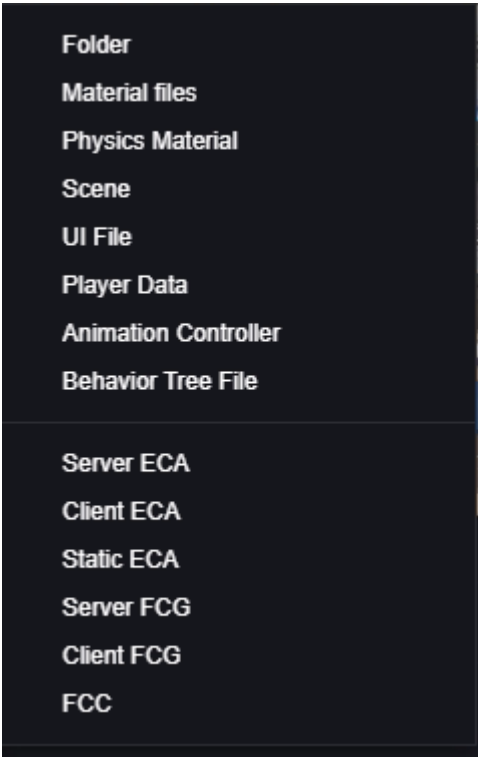 Folder
Material files
Physics Material
Scene
UI File
Player Data
Animation Controller
Behavior Tree File
Server ECA
Client ECA
Static ECA
Server FCG
Client FCG
FCC